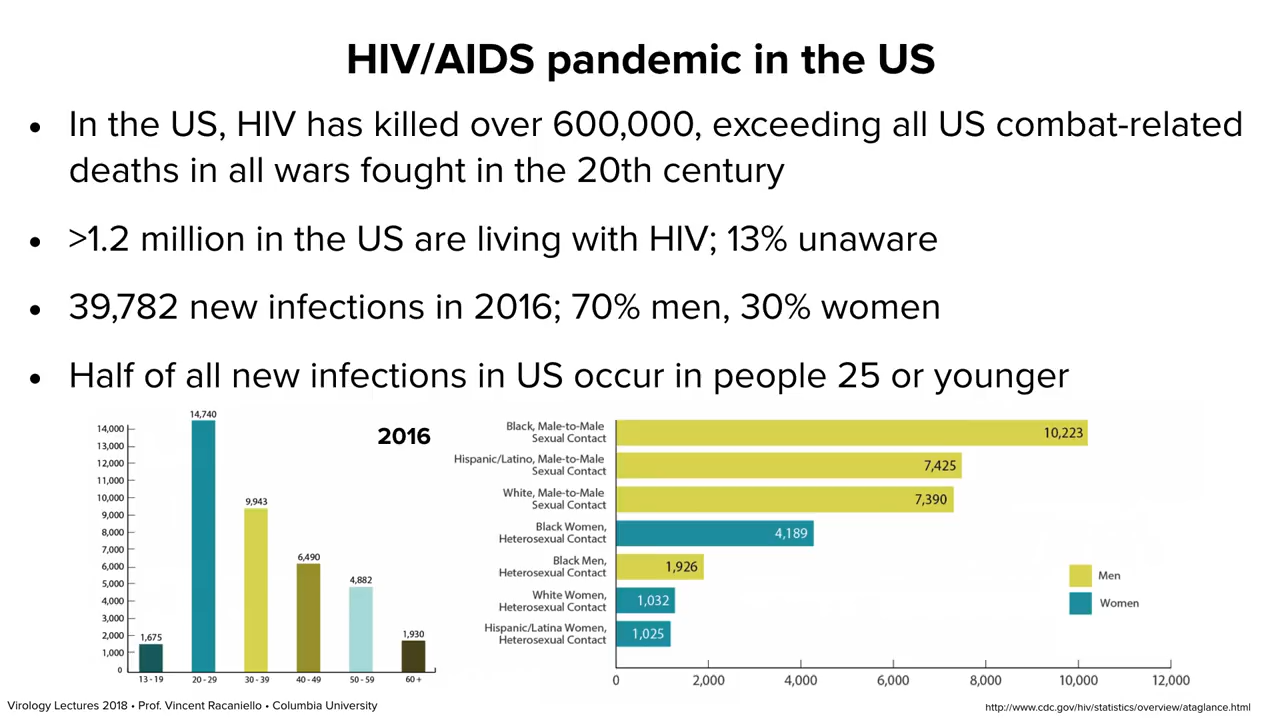 HIV/AIDS pandemic in the US
• In the US, HIV has killed over 600,000, exceeding all US combat-related
deaths in all wars fought in the 20th century
• >1.2 million in the US are living with HIV; 13% unaware
• 39,782 new infections in 2016; 70% men, 30% women
• Half of all new infections in US occur in people 25 or younger
2016
14,000
13,000
12,000
11,000
10,000
9,000
8,000
7,000
6,000
5,000
4,000
3,000
2,000
1,000
0
1,675
14,740
9,943
6,490
4,882
1,930
13 - 19
20 - 29
30 - 39
40 - 49
50 - 59
60 +
Black, Male-to-Male
Sexual Contact
10,223
Hispanic/Latino, Male-to-Male
Sexual Contact
7,425
White, Male-to-Male
Sexual Contact
7,390
Black Women,
Heterosexual Contact
4,189
Black Men,
Heterosexual Contact
1,926
White Women,
Heterosexual Contact
1,032
Hispanic/Latina Women,
Heterosexual Contact
1,025
Men
Women
0
2,000
4,000
6,000
8,000
10,000
12,000
Virology Lectures 2018 • Prof. Vincent Racaniello • Columbia University
http://www.cdc.gov/hiv/statistics/overview/ataglance.html